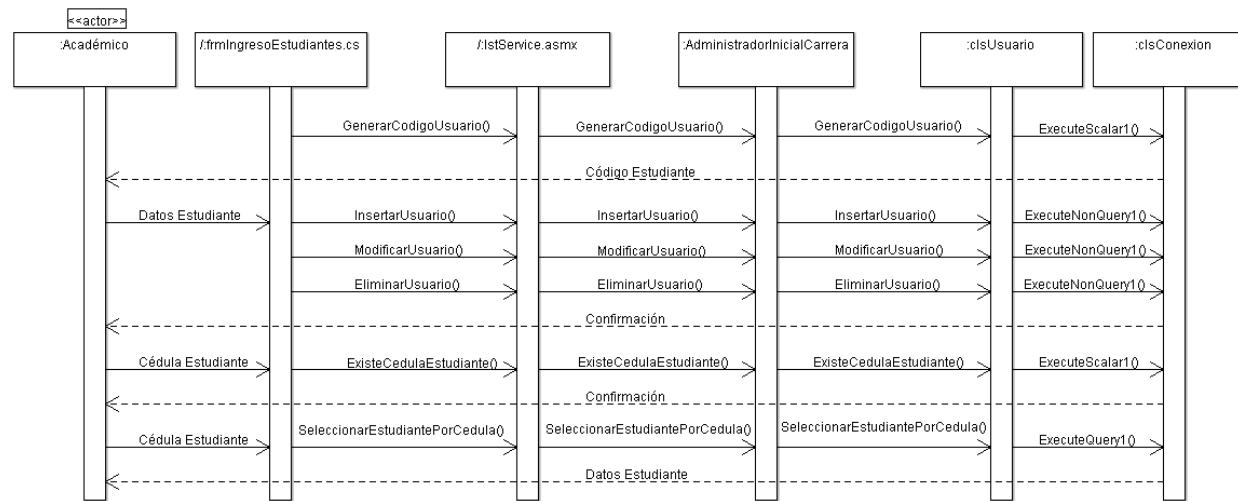 <<actor>>
:Académico
/:frmIngresoEstudiantes.cs
/:IstService.asmx
:AdministradorInicialCarrera
:clsUsuario
:clsConexion
GenerarCodigoUsuario()
GenerarCodigoUsuario()
GenerarCodigoUsuario()
ExecuteScalar1()
Código Estudiante
Datos Estudiante
InsertarUsuario()
InsertarUsuario()
InsertarUsuario()
ExecuteNonQuery1()
ModificarUsuario()
ModificarUsuario()
ModificarUsuario()
ExecuteNonQuery1()
EliminarUsuario()
EliminarUsuario()
EliminarUsuario()
ExecuteNonQuery1()
Confirmación
Cédula Estudiante
ExisteCedulaEstudiante()
ExisteCedulaEstudiante()
ExisteCedulaEstudiante()
ExecuteScalar1()
Confirmación
Cédula Estudiante
SeleccionarEstudiantePorCedula()
SeleccionarEstudiantePorCedula()
SeleccionarEstudiantePorCedula()
ExecuteQuery1()
Datos Estudiante